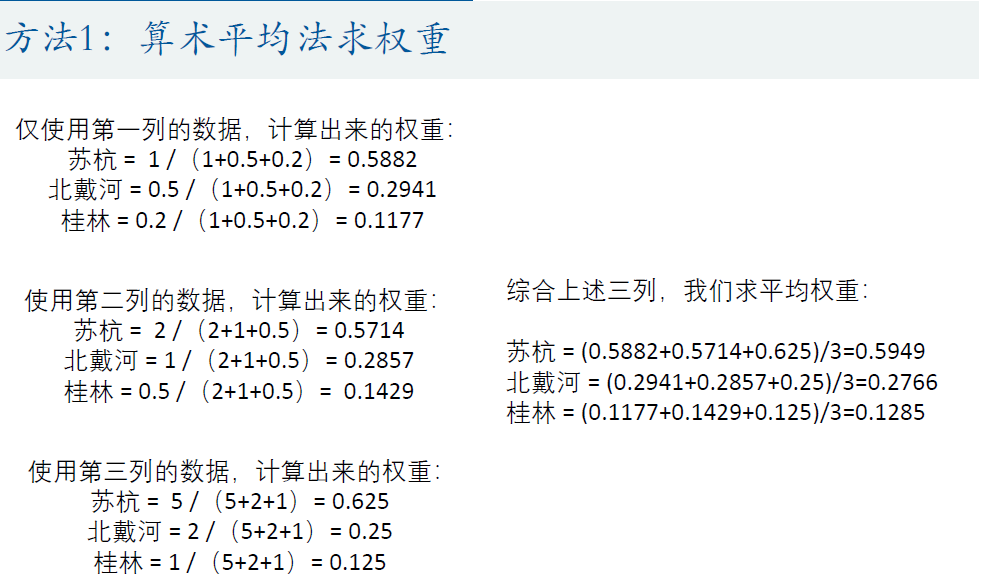 方法1：算术平均法求权重
仅使用第一列的数据，计算出来的权重：
苏杭 = 1 /（1+0.5+0.2）= 0.5882
北戴河 = 0.5 /（1+0.5+0.2）= 0.2941
桂林 = 0.2 /（1+0.5+0.2）= 0.1177
使用第二列的数据，计算出来的权重：
苏杭 = 2 /（2+1+0.5）= 0.5714
北戴河 = 1 /（2+1+0.5）= 0.2857
桂林 = 0.5 /（2+1+0.5）= 0.1429
使用第三列的数据，计算出来的权重：
苏杭 = 5 /（5+2+1）= 0.625
北戴河 = 2 /（5+2+1）= 0.25
桂林 = 1 /（5+2+1）= 0.125
综合上述三列，我们求平均权重：
苏杭 = (0.5882+0.5714+0.625)/3=0.5949
北戴河 = (0.2941+0.2857+0.25)/3=0.2766
桂林 = (0.1177+0.1429+0.125)/3=0.1285